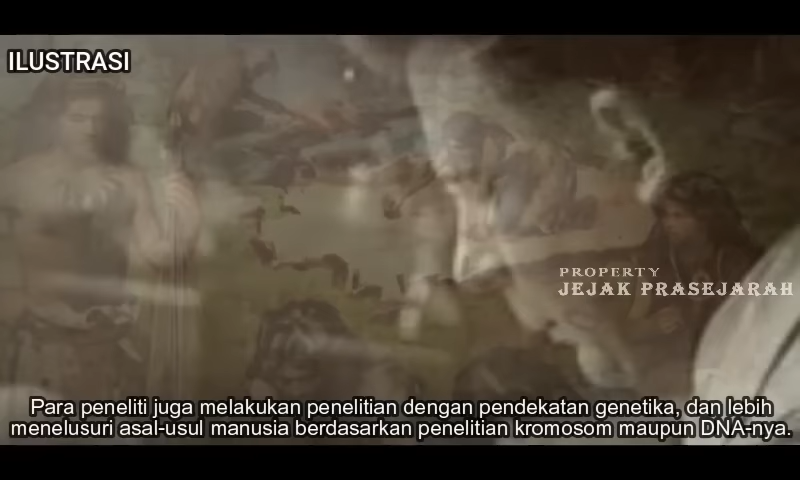 ILUSTRASI
PROPERTY
JEJAK PRASEJARAH
Para peneliti juga melakukan penelitian dengan pendekatan genetika, dan lebih
menelusuri asal-usul manusia berdasarkan penelitian kromosom maupun DNA-nya.